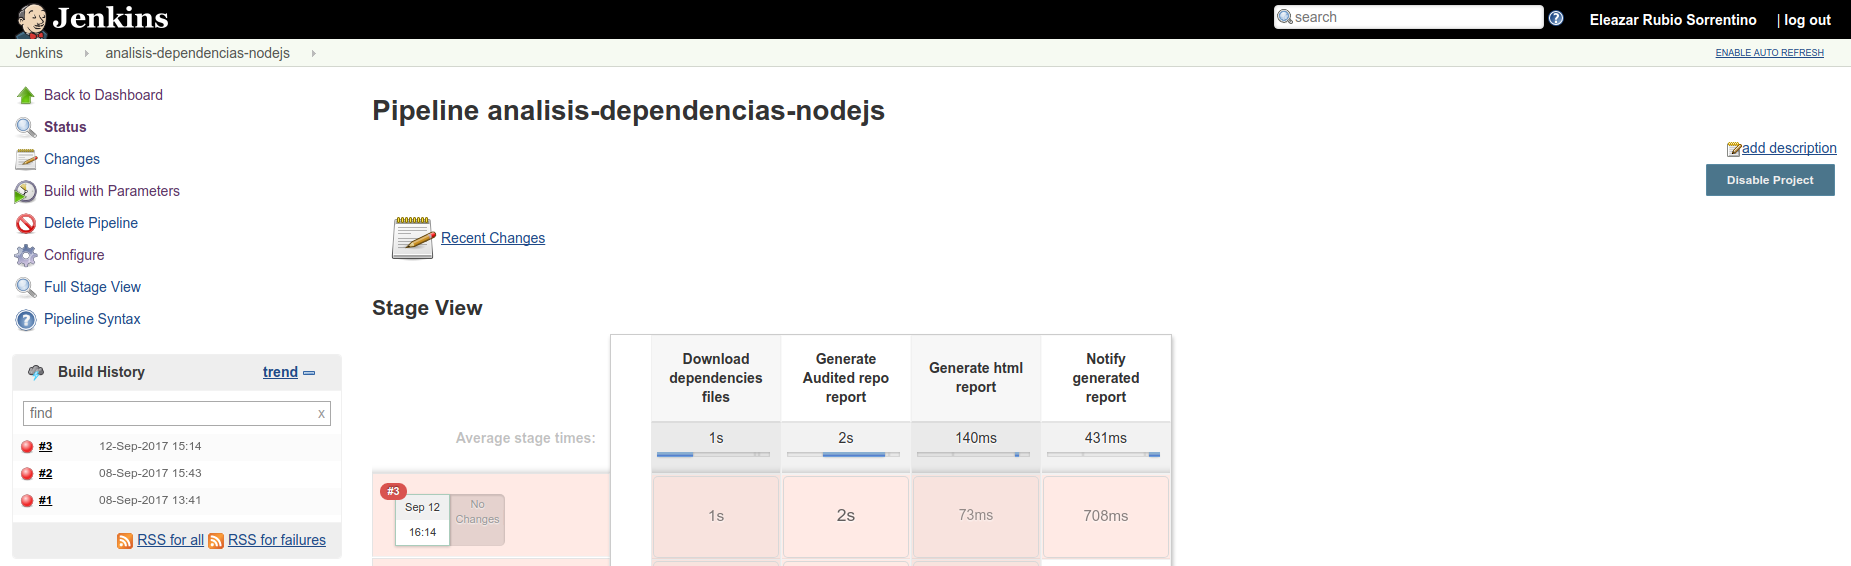 Jenkins
search
Eleazar Rubio Sorrentino
| log out
Jenkins
analisis-dependencias-nodejs
ENABLE AUTO REFRESH
Back to Dashboard
Status
Changes
Build with Parameters
Delete Pipeline
Configure
Full Stage View
Pipeline Syntax
Build History
trend
find
x
#3 12-Sep-2017 15:14
#2 08-Sep-2017 15:43
#1 08-Sep-2017 13:41
RSS for all
RSS for failures
Pipeline analisis-dependencias-nodejs
add description
Disable Project
Recent Changes
Stage View
Download
dependencies
files
Generate
Audited repo
report
Generate html
report
Notify
generated
report
Average stage times:
1s
2s
140ms
431ms
#3
Sep 12
16:14
No
Changes
1s
2s
73ms
708ms